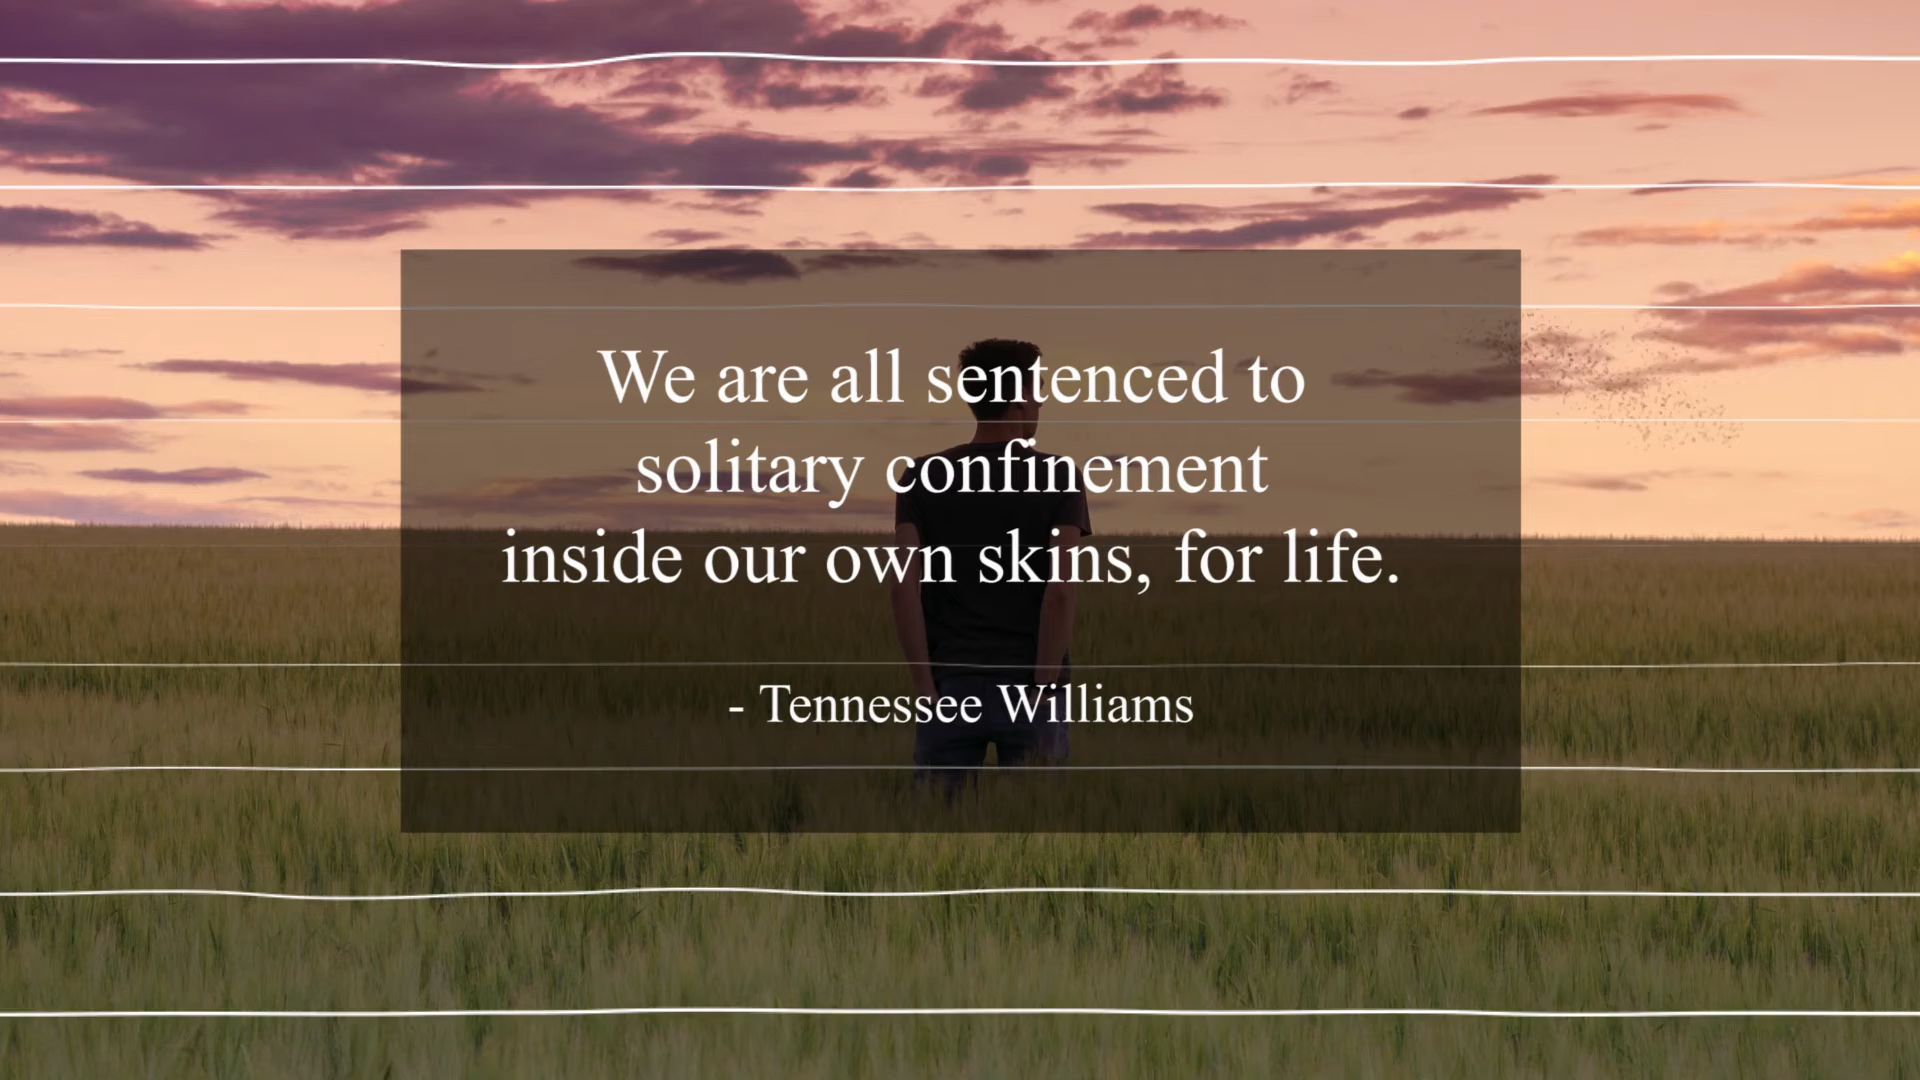 We are all sentenced to
solitary confinement
inside our own skins, for life.
- Tennessee Williams